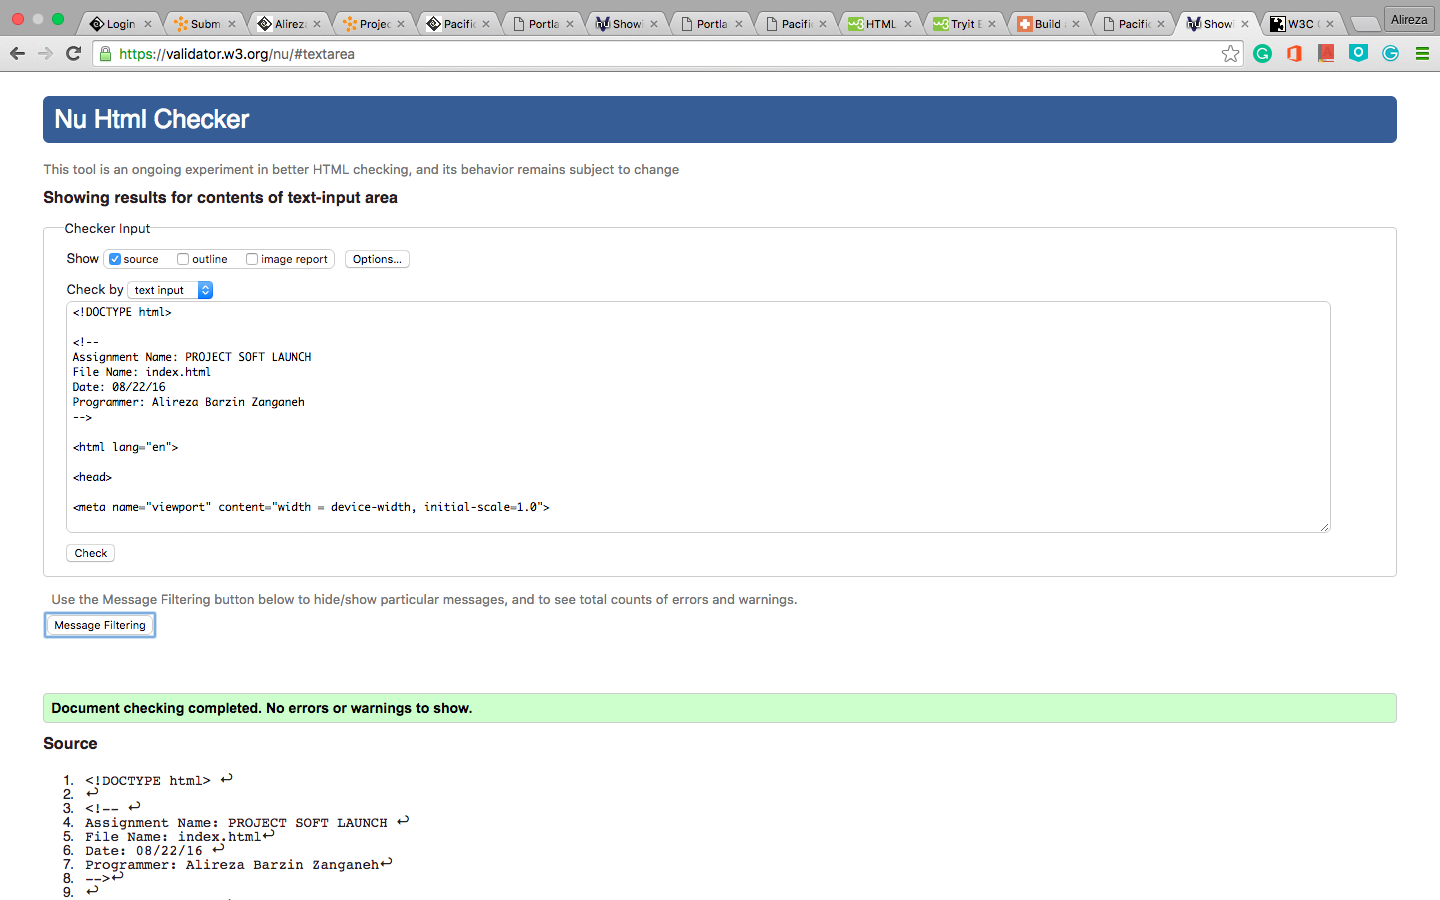 Login
Subm
Alirez
Projec
Pacific
Portla
Showi
Portla
Pacific
HTML
Tryit E
Build a
Pacific
Showi
W3C (
Alireza
https://validator.w3.org/nu/#textarea
Nu Html Checker
This tool is an ongoing experiment in better HTML checking, and its behavior remains subject to change
Showing results for contents of text-input area
Checker Input
Show source outline image report Options...
Check by text input
<!DOCTYPE html>
<!--
Assignment Name: PROJECT SOFT LAUNCH
File Name: index.html
Date: 08/22/16
Programmer: Alireza Barzin Zanganeh
-->
<html lang="en">
<head>
<meta name="viewport" content="width = device-width, initial-scale=1.0">
Check
Use the Message Filtering button below to hide/show particular messages, and to see total counts of errors and warnings.
Message Filtering
Document checking completed. No errors or warnings to show.
Source
1. <!DOCTYPE html> ↩
2. ↩
3. <!-- ↩
4. Assignment Name: PROJECT SOFT LAUNCH ↩
5. File Name: index.html↩
6. Date: 08/22/16 ↩
7. Programmer: Alireza Barzin Zanganeh↩
8. -->↩
9. ↩